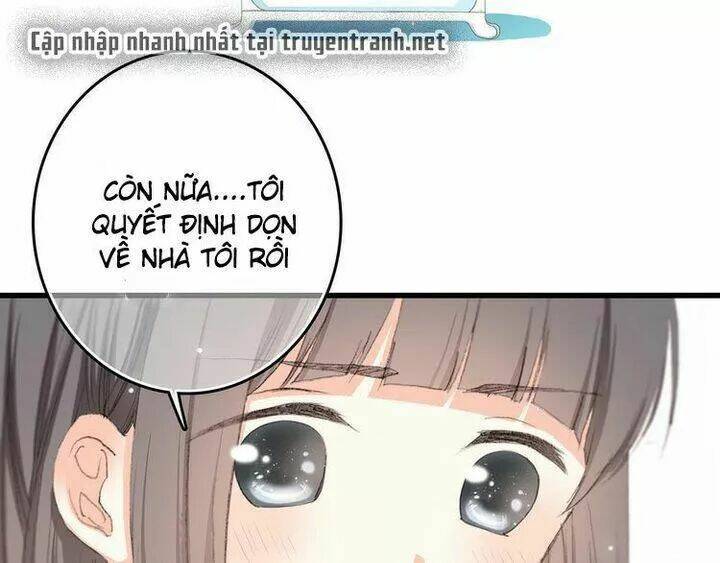 Cập nhập nhanh nhất tại truyentranh.net
CÒN NỮA....TÔI
QUYẾT ĐỊNH DỌN
VỀ NHÀ TÔI RỒI